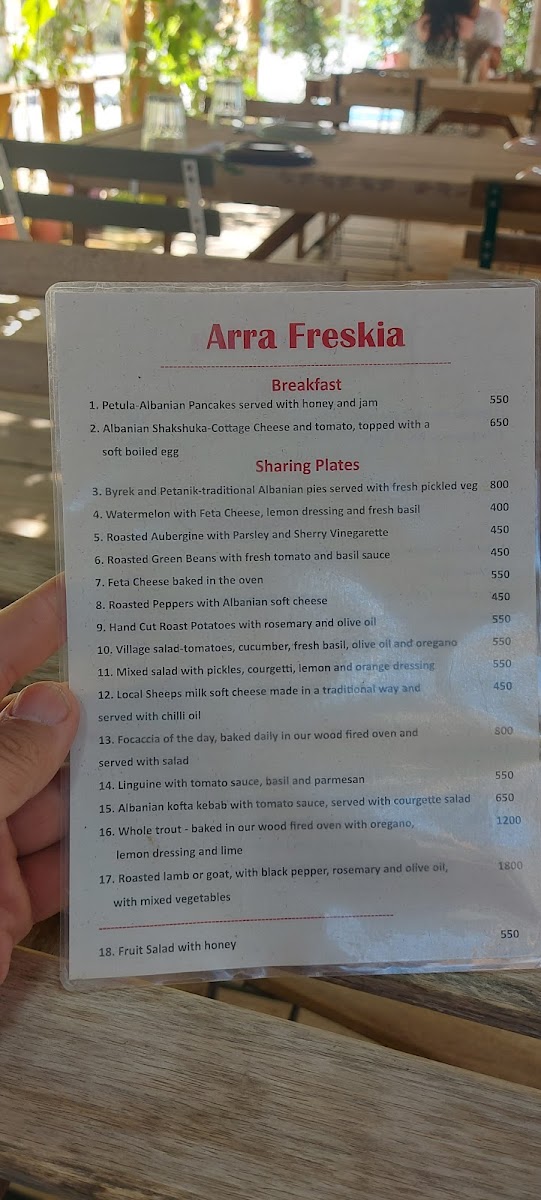 Arra Freskia
Breakfast
1. Petula-Albanian Pancakes served with honey and jam 550
2. Albanian Shakshuka-Cottage Cheese and tomato, topped with a 650
soft boiled egg
Sharing Plates
3. Byrek and Petanik-traditional Albanian pies served with fresh pickled veg 800
4. Watermelon with Feta Cheese, lemon dressing and fresh basil 400
5. Roasted Aubergine with Parsley and Sherry Vinegarette 450
6. Roasted Green Beans with fresh tomato and basil sauce 450
7. Feta Cheese baked in the oven 550
8. Roasted Peppers with Albanian soft cheese 450
9. Hand Cut Roast Potatoes with rosemary and olive oil 550
10. Village salad-tomatoes, cucumber, fresh basil, olive oil and oregano 550
11. Mixed salad with pickles, courgetti, lemon and orange dressing 550
12. Local Sheeps milk soft cheese made in a traditional way and 450
served with chilli oil
13. Focaccia of the day, baked daily in our wood fired oven and 800
served with salad
14. Linguine with tomato sauce, basil and parmesan 550
15. Albanian kofta kebab with tomato sauce, served with courgette salad 650
16. Whole trout - baked in our wood fired oven with oregano, 1200
lemon dressing and lime
17. Roasted lamb or goat, with black pepper, rosemary and olive oil, 1800
with mixed vegetables
18. Fruit Salad with honey 550